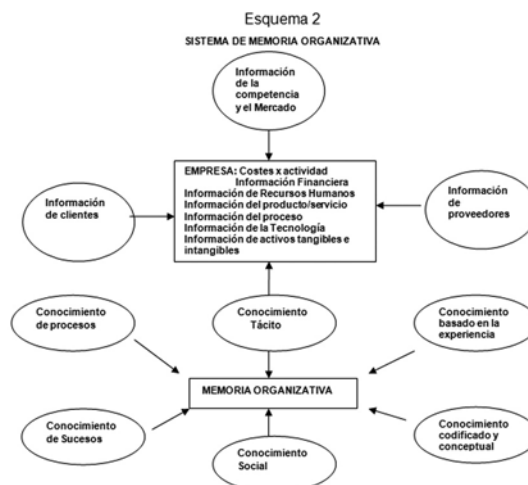 Esquema 2
SISTEMA DE MEMORIA ORGANIZATIVA
Información
de la
competencia
y el Mercado
EMPRESA: Costes x actividad
Información Financiera
Información de Recursos Humanos
Información del producto/servicio
Información del proceso
Información de la Tecnología
Información de activos tangibles e
intangibles
Información
de clientes
Información
de
proveedores
Conocimiento
de procesos
Conocimiento
Tácito
Conocimiento
basado en la
experiencia
MEMORIA ORGANIZATIVA
Conocimiento
de Sucesos
Conocimiento
Social
Conocimiento
codificado y
conceptual